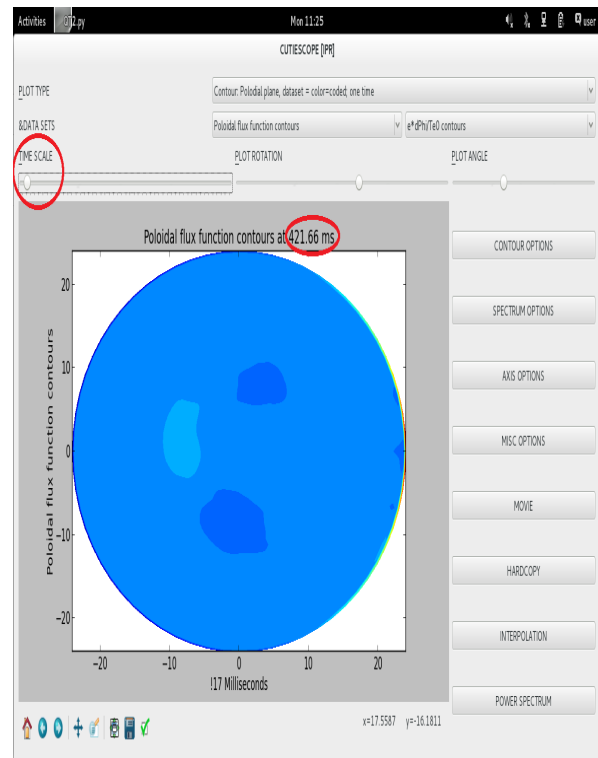 Activities QT2.py Mon 11:25 user
CUTIESCOPE [IPR]
PLOT TYPE Contour: Polodial plane, dataset = color=coded; one time
&DATA SETS Poloidal flux function contours e*dPhi/Te0 contours
TIME SCALE PLOT ROTATION PLOT ANGLE
Poloidal flux function contours at 421.66 ms
Poloidal flux function contours
20
10
0
−10
−20
−20 −10 0 10 20
!17 Milliseconds
CONTOUR OPTIONS
SPECTRUM OPTIONS
AXIS OPTIONS
MISC OPTIONS
MOVIE
HARDCOPY
INTERPOLATION
POWER SPECTRUM
x=17.5587 y=-16.1811